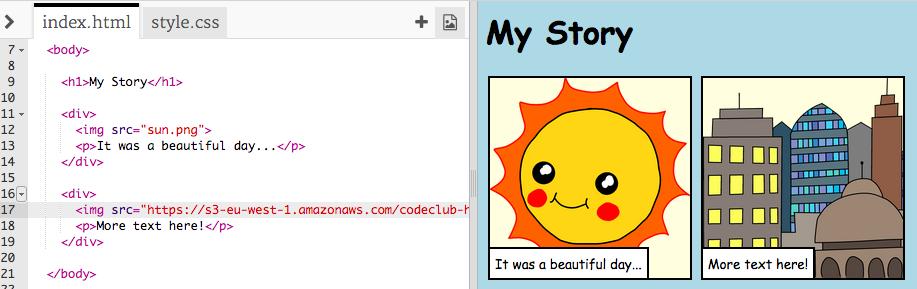 index.html style.css
7 <body>
8
9 <h1>My Story</h1>
10
11 <div>
12 <img src="sun.png">
13 <p>It was a beautiful day...</p>
14 </div>
15
16 <div>
17 <img src="https://s3-eu-west-1.amazonaws.com/codeclub-h
18 <p>More text here!</p>
19 </div>
20
21 </body>
My Story
It was a beautiful day...
More text here!